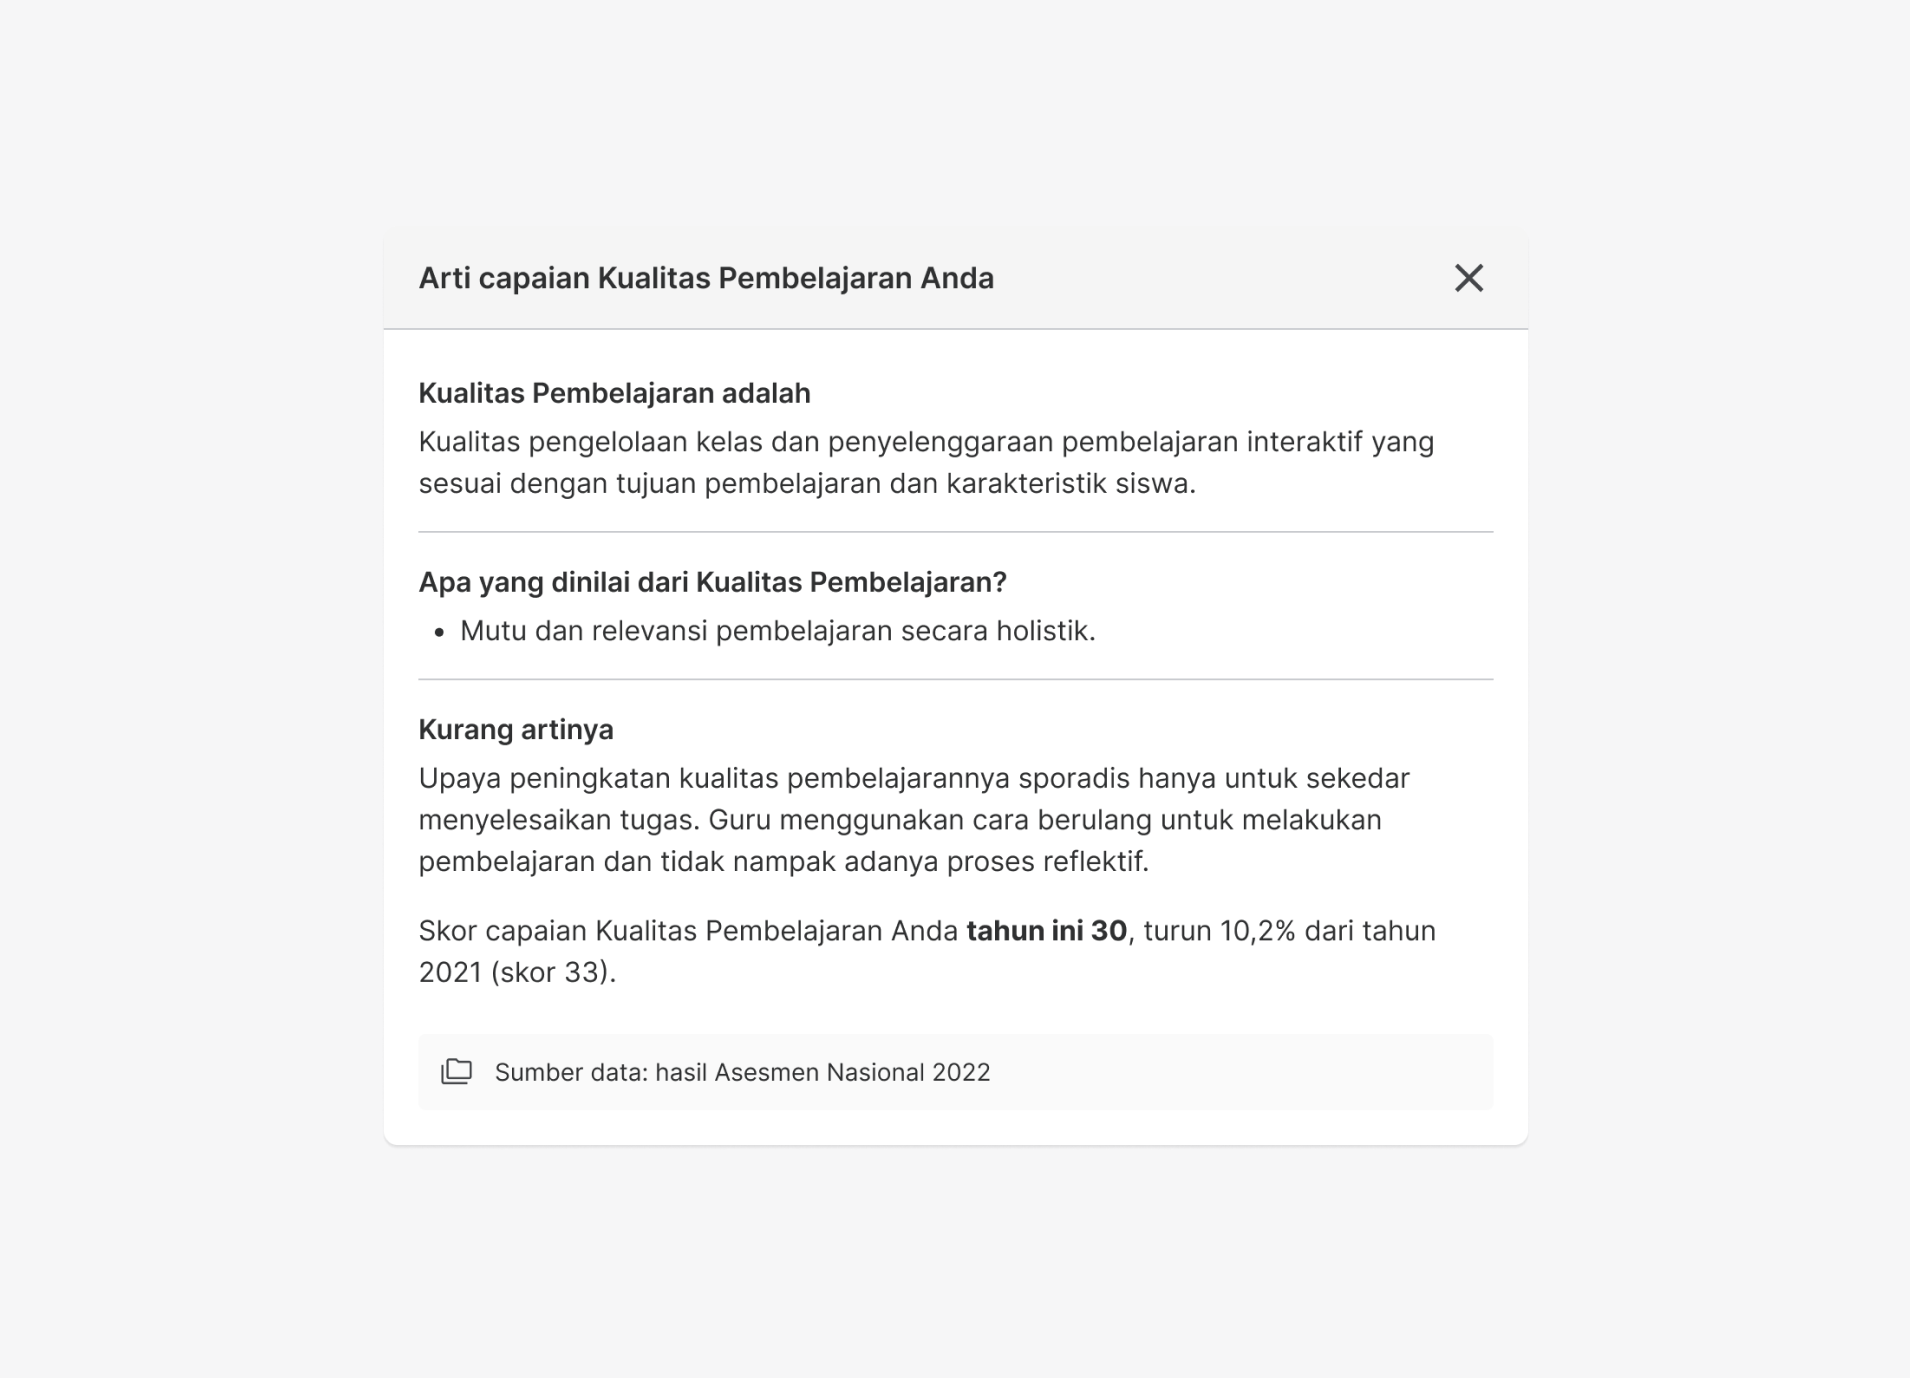 Arti capaian Kualitas Pembelajaran Anda
Kualitas Pembelajaran adalah
Kualitas pengelolaan kelas dan penyelenggaraan pembelajaran interaktif yang
sesuai dengan tujuan pembelajaran dan karakteristik siswa.
Apa yang dinilai dari Kualitas Pembelajaran?
• Mutu dan relevansi pembelajaran secara holistik.
Kurang artinya
Upaya peningkatan kualitas pembelajarannya sporadis hanya untuk sekedar
menyelesaikan tugas. Guru menggunakan cara berulang untuk melakukan
pembelajaran dan tidak nampak adanya proses reflektif.
Skor capaian Kualitas Pembelajaran Anda tahun ini 30, turun 10,2% dari tahun
2021 (skor 33).
Sumber data: hasil Asesmen Nasional 2022